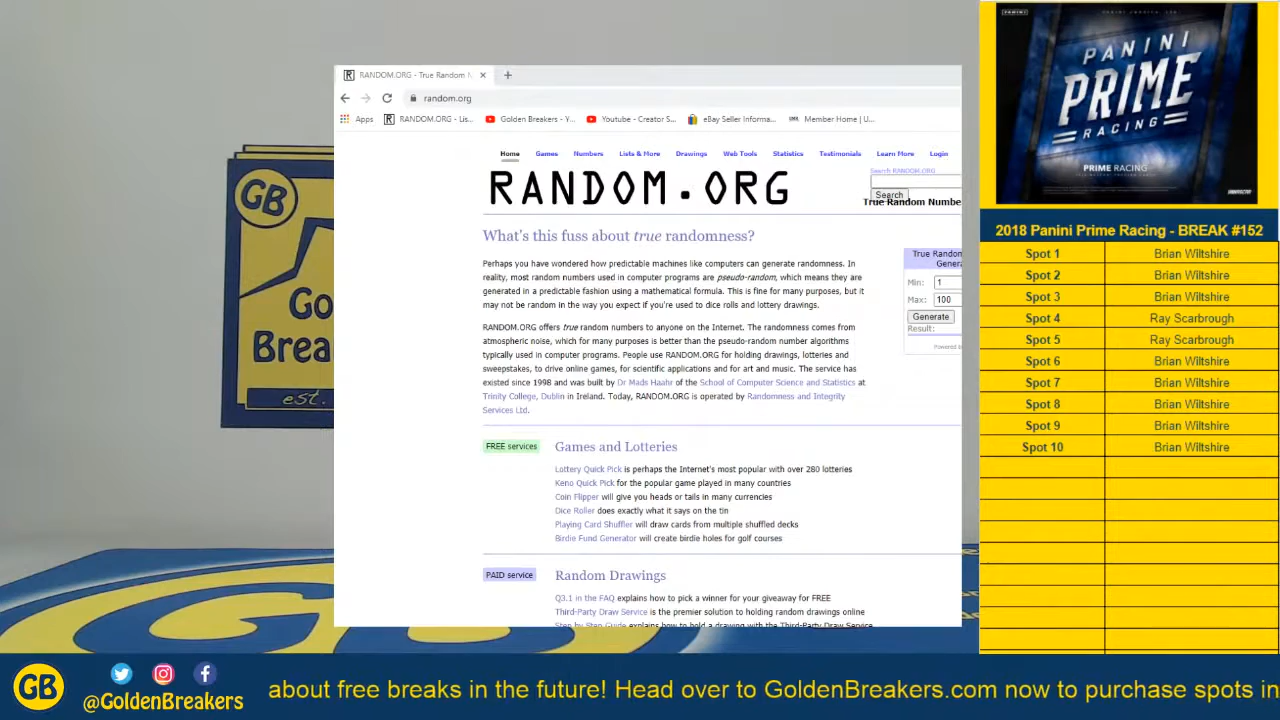 RANDOM.ORG - True Random N
random.org
Apps
RANDOM.ORG - Lis...
Golden Breakers - Y...
Youtube - Creator S...
eBay Seller Informa...
Member Home | U...
Home Games Numbers Lists & More Drawings Web Tools Statistics Testimonials Learn More Login
RANDOM.ORG
Search RANDOM.ORG
Search
True Random Numbe
What's this fuss about true randomness?
Perhaps you have wondered how predictable machines like computers can generate randomness. In
reality, most random numbers used in computer programs are pseudo-random, which means they are
generated in a predictable fashion using a mathematical formula. This is fine for many purposes, but it
may not be random in the way you expect if you're used to dice rolls and lottery drawings.
RANDOM.ORG offers true random numbers to anyone on the Internet. The randomness comes from
atmospheric noise, which for many purposes is better than the pseudo-random number algorithms
typically used in computer programs. People use RANDOM.ORG for holding drawings, lotteries and
sweepstakes, to drive online games, for scientific applications and for art and music. The service has
existed since 1998 and was built by Dr Mads Haahr of the School of Computer Science and Statistics at
Trinity College, Dublin in Ireland. Today, RANDOM.ORG is operated by Randomness and Integrity
Services Ltd.
True Rando
Genera
Min: 1
Max: 100
Generate
Result:
Powered b
FREE services
Games and Lotteries
Lottery Quick Pick is perhaps the Internet's most popular with over 280 lotteries
Keno Quick Pick for the popular game played in many countries
Coin Flipper will give you heads or tails in many currencies
Dice Roller does exactly what it says on the tin
Playing Card Shuffler will draw cards from multiple shuffled decks
Birdie Fund Generator will create birdie holes for golf courses
PAID service
Random Drawings
Q3.1 in the FAQ explains how to pick a winner for your giveaway for FREE
Third-Party Draw Service is the premier solution to holding random drawings online
Step by Step Guide explains how to hold a drawing with the Third-Party Draw Service
GB
Go
Brea
est.
PANINI
PANINI
PRIME
RACING
PRIME RACING
2018 Panini Prime Racing - BREAK #152
Spot 1 Brian Wiltshire
Spot 2 Brian Wiltshire
Spot 3 Brian Wiltshire
Spot 4 Ray Scarbrough
Spot 5 Ray Scarbrough
Spot 6 Brian Wiltshire
Spot 7 Brian Wiltshire
Spot 8 Brian Wiltshire
Spot 9 Brian Wiltshire
Spot 10 Brian Wiltshire
GB
@GoldenBreakers
about free breaks in the future! Head over to GoldenBreakers.com now to purchase spots in